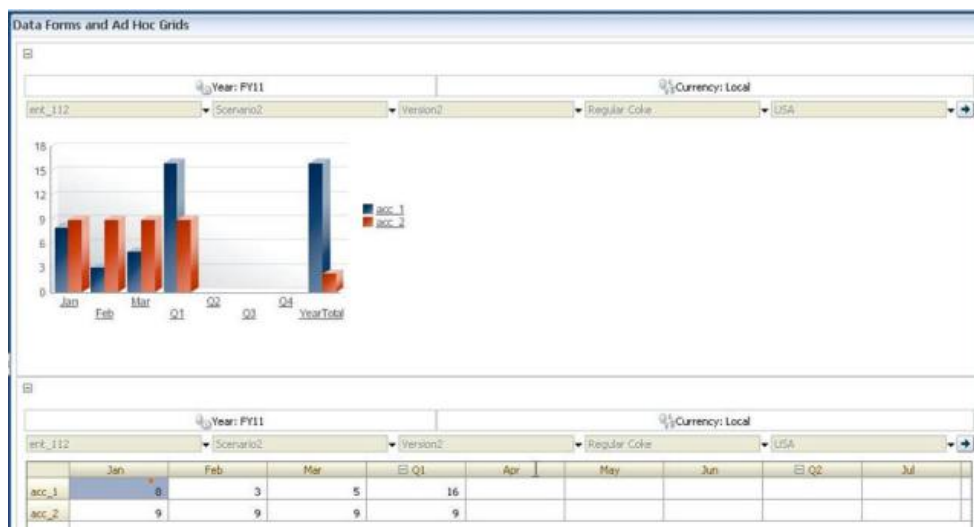 Data Forms and Ad Hoc Grids
Year: FY11 Currency: Local
ent_112 Scenario2 Version2 Regular Coke USA
18
15
12
9
6
3
0
acc_1
acc_2
Jan Feb Mar Q1 Q2 Q3 Q4 YearTotal
Year: FY11 Currency: Local
ent_112 Scenario2 Version2 Regular Coke USA
Jan Feb Mar Q1 Apr May Jun Q2 Jul
acc_1 8 3 5 16
acc_2 9 9 9 9